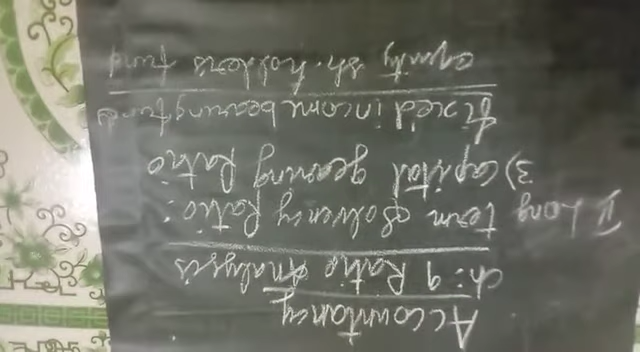 Accountancy
ch: 9 Ratio Analysis
II Long term Solvency Ratio:
3) Capital gearing Ratio
fixed income bearing fund
equity sh. holders fund